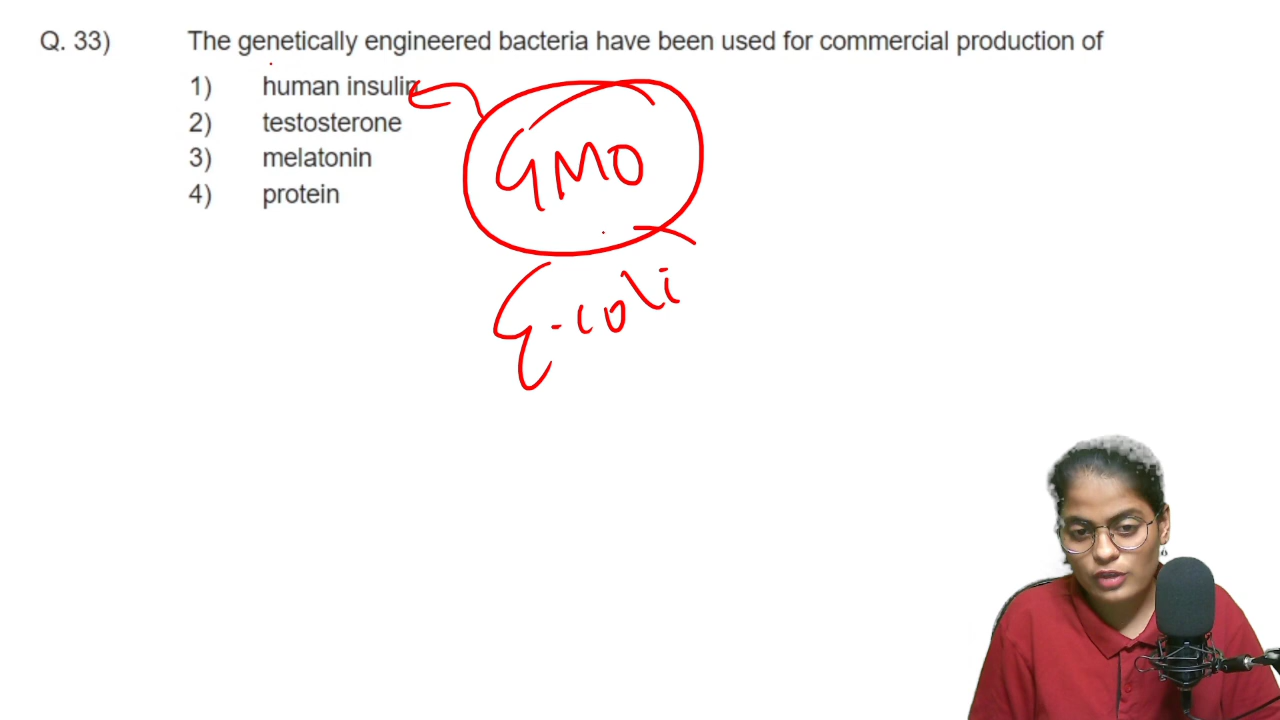 Q. 33) The genetically engineered bacteria have been used for commercial production of
1) human insulin
2) testosterone
3) melatonin
4) protein
GMO
E-coli